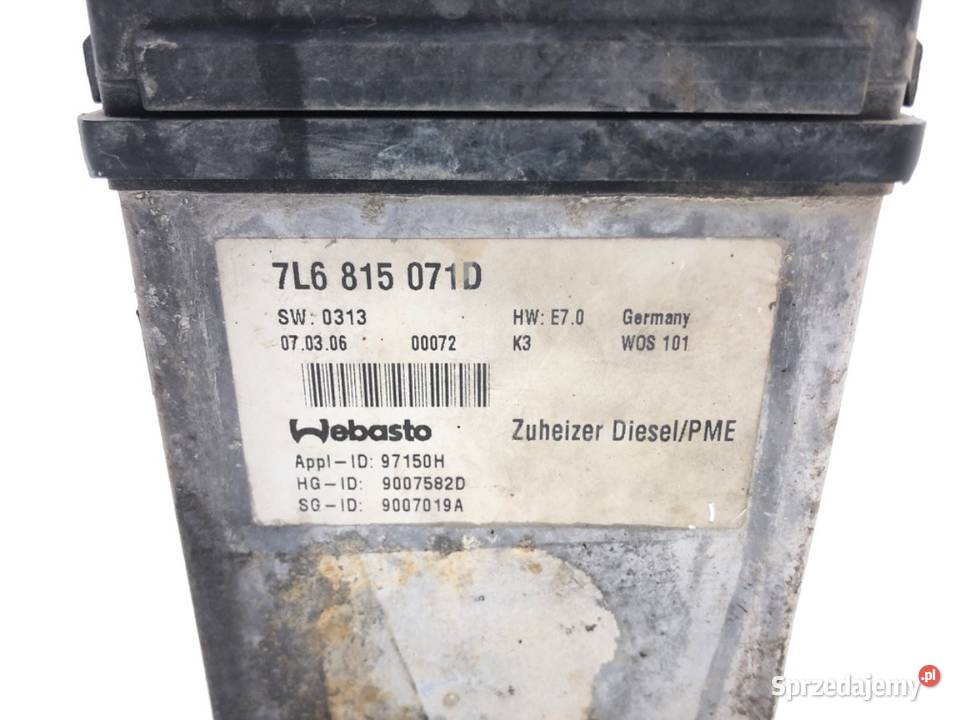 7L6 815 071D
SW: 0313 HW: E7.0 Germany
07.03.06 00072 K3 WOS 101
Webasto Zuheizer Diesel/PME
Appl-ID: 97150H
HG-ID: 9007582D
SG-ID: 9007019A
Sprzedajemy.pl